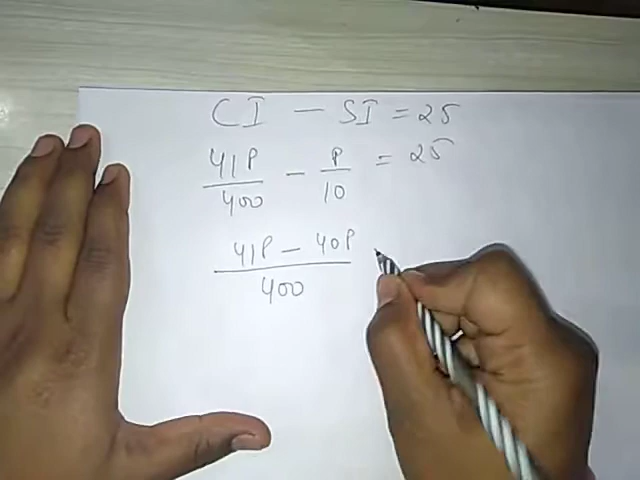 CI - SI = 25
41P/400 - P/10 = 25
41P - 40P/400